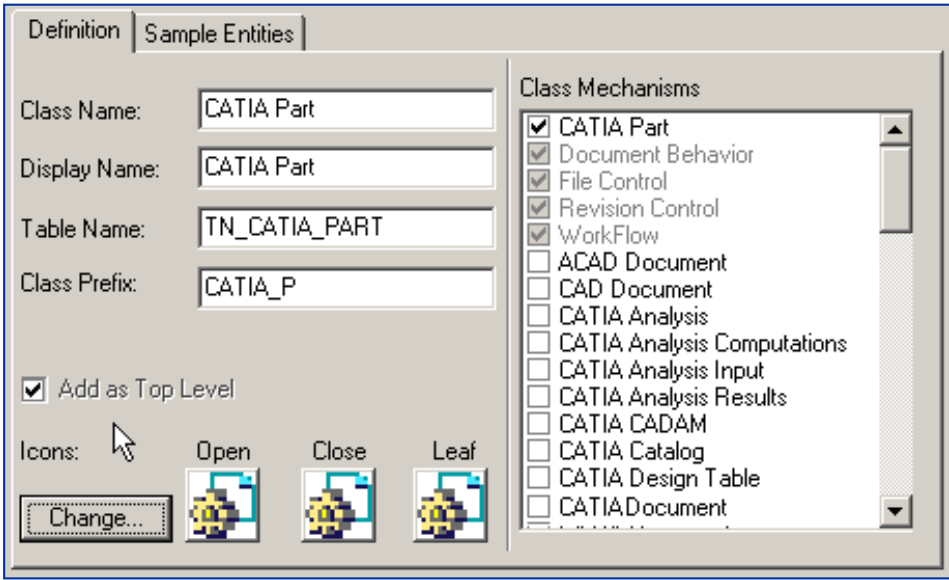 Definition
Sample Entities
Class Name:
CATIA Part
Display Name:
CATIA Part
Table Name:
TN_CATIA_PART
Class Prefix:
CATIA_P
Add as Top Level
Icons:
Open
Close
Leaf
Change...
Class Mechanisms
CATIA Part
Document Behavior
File Control
Revision Control
WorkFlow
ACAD Document
CAD Document
CATIA Analysis
CATIA Analysis Computations
CATIA Analysis Input
CATIA Analysis Results
CATIA CADAM
CATIA Catalog
CATIA Design Table
CATIADocument